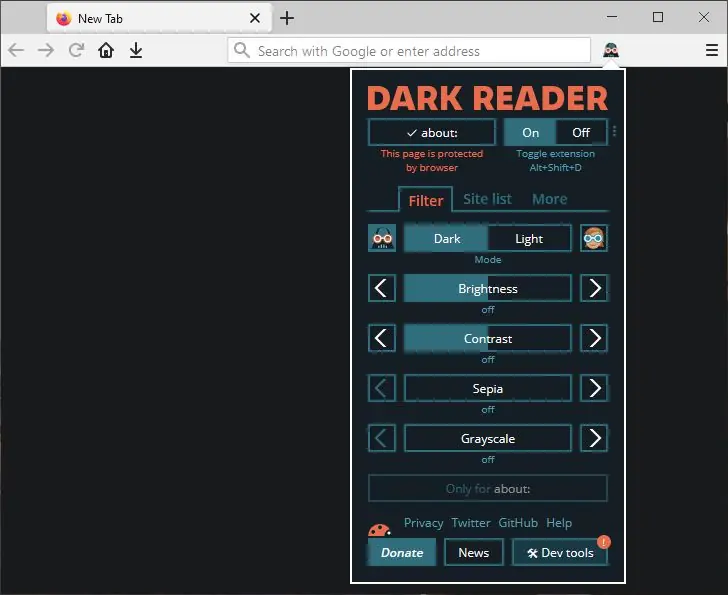 New Tab
Search with Google or enter address
DARK READER
✓ about:
On
Off
This page is protected
by browser
Toggle extension
Alt+Shift+D
Filter
Site list
More
Dark
Light
Mode
Brightness
off
Contrast
off
Sepia
off
Grayscale
off
Only for about:
Privacy Twitter GitHub Help
Donate
News
🛠 Dev tools
!